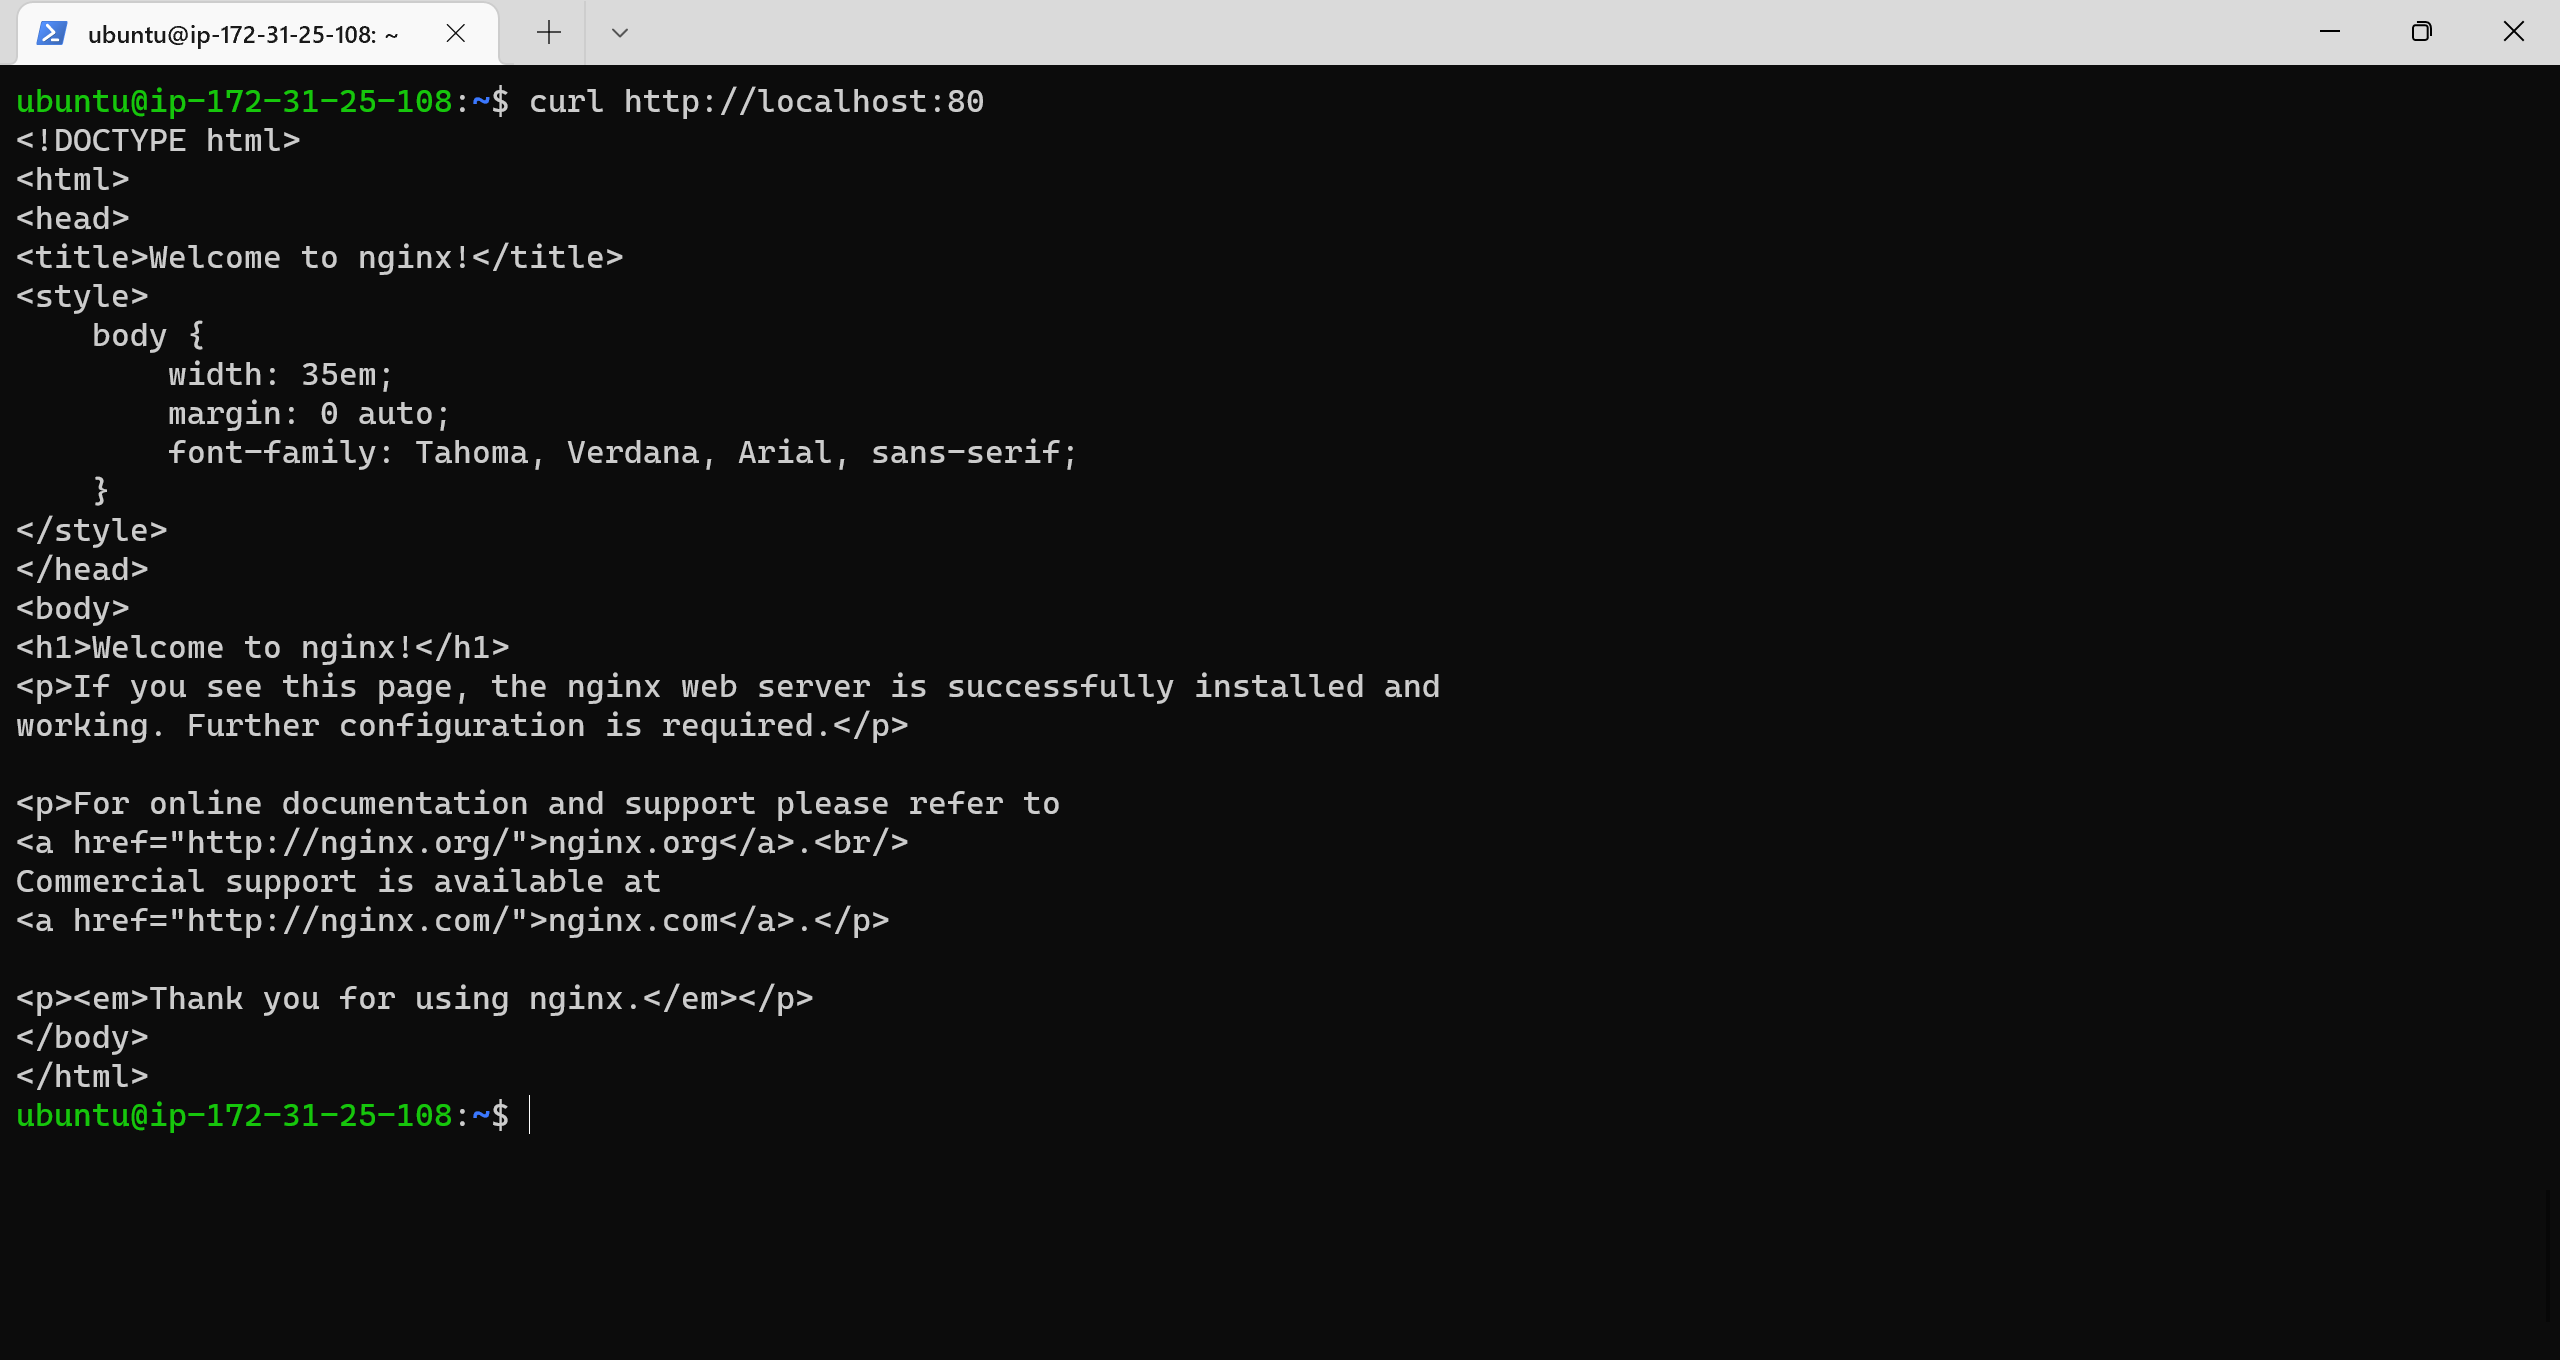 ubuntu@ip-172-31-25-108: ~
ubuntu@ip-172-31-25-108:~$ curl http://localhost:80
<!DOCTYPE html>
<html>
<head>
<title>Welcome to nginx!</title>
<style>
    body {
        width: 35em;
        margin: 0 auto;
        font-family: Tahoma, Verdana, Arial, sans-serif;
    }
</style>
</head>
<body>
<h1>Welcome to nginx!</h1>
<p>If you see this page, the nginx web server is successfully installed and
working. Further configuration is required.</p>

<p>For online documentation and support please refer to
<a href="http://nginx.org/">nginx.org</a>.<br/>
Commercial support is available at
<a href="http://nginx.com/">nginx.com</a>.</p>

<p><em>Thank you for using nginx.</em></p>
</body>
</html>
ubuntu@ip-172-31-25-108:~$